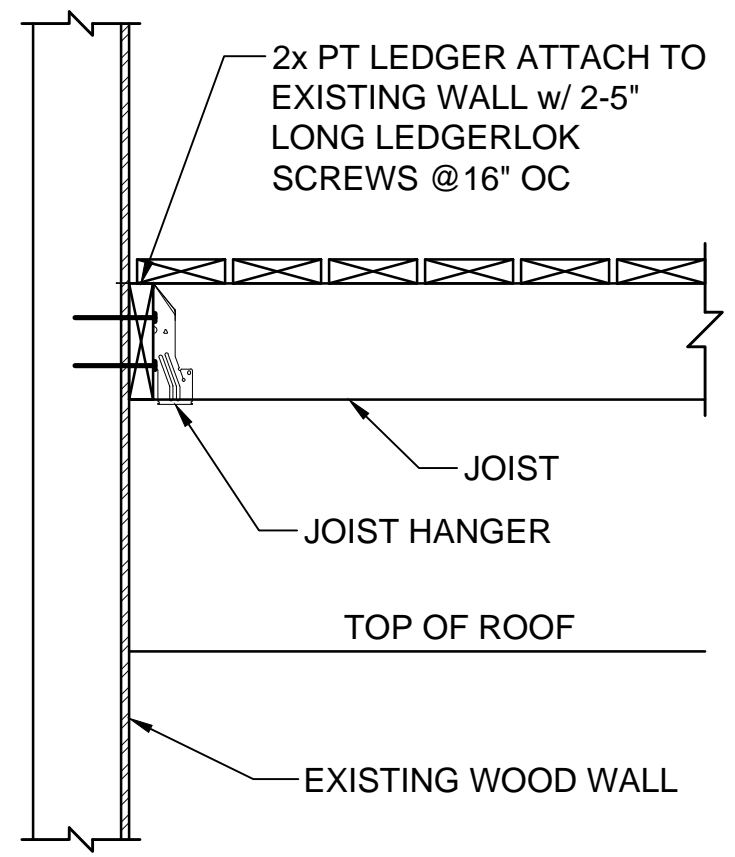 2x PT LEDGER ATTACH TO
EXISTING WALL w/ 2-5"
LONG LEDGERLOK
SCREWS @16" OC
JOIST
JOIST HANGER
TOP OF ROOF
EXISTING WOOD WALL